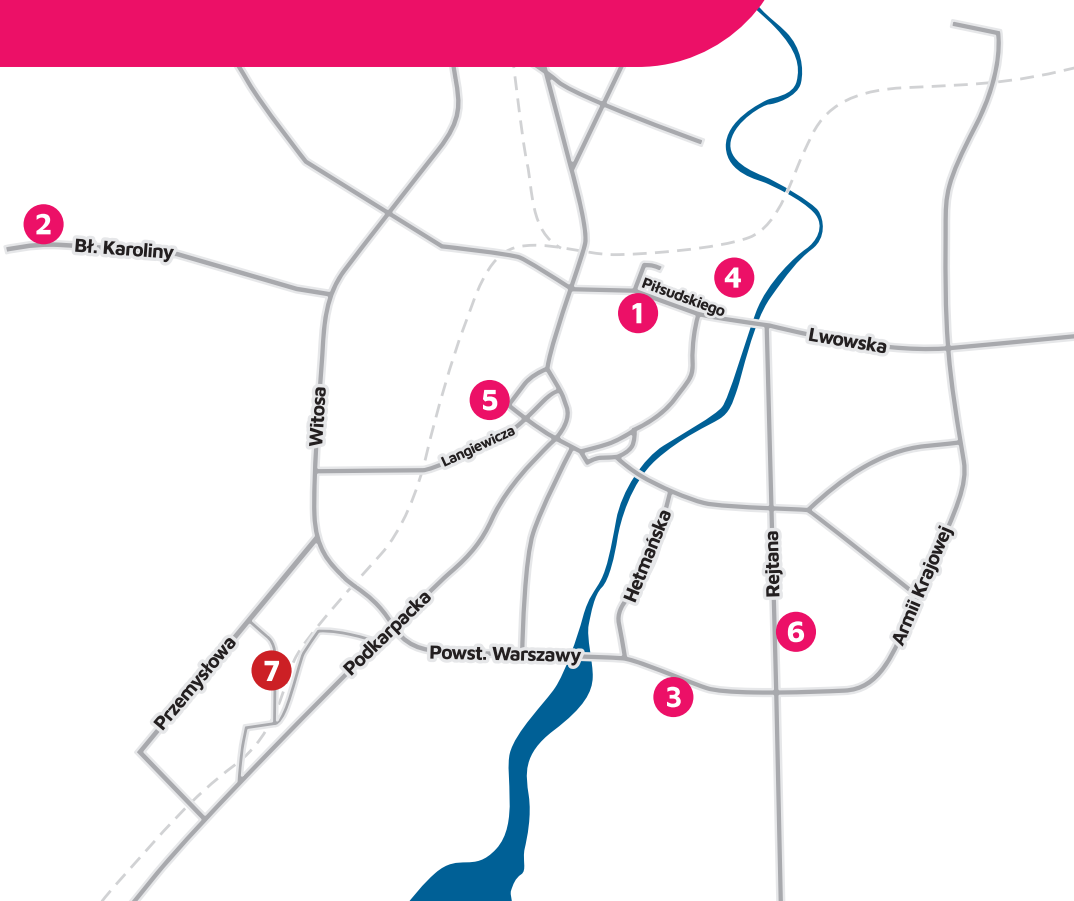 2
Bł. Karoliny
4
Piłsudskiego
1
Lwowska
Witosa
5
Langiewicza
Hetmańska
Rejtana
Armii Krajowej
Podkarpacka
6
Przemysłowa
7
Powst. Warszawy
3